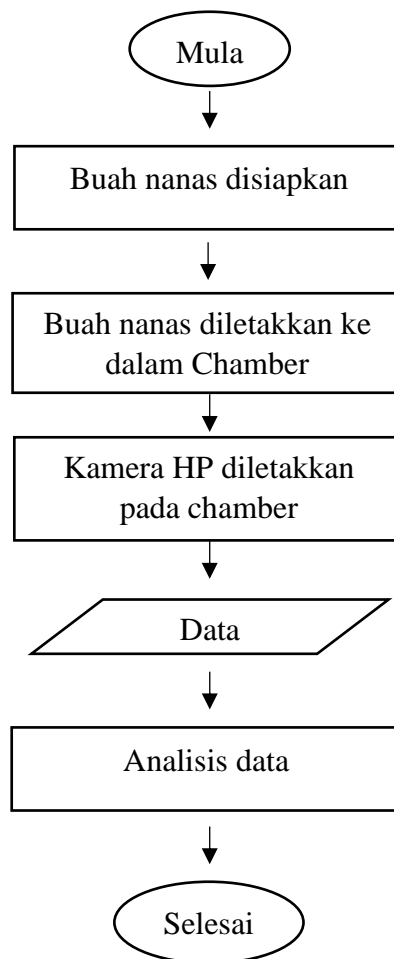 Mula
Buah nanas disiapkan
Buah nanas diletakkan ke
dalam Chamber
Kamera HP diletakkan
pada chamber
Data
Analisis data
Selesai